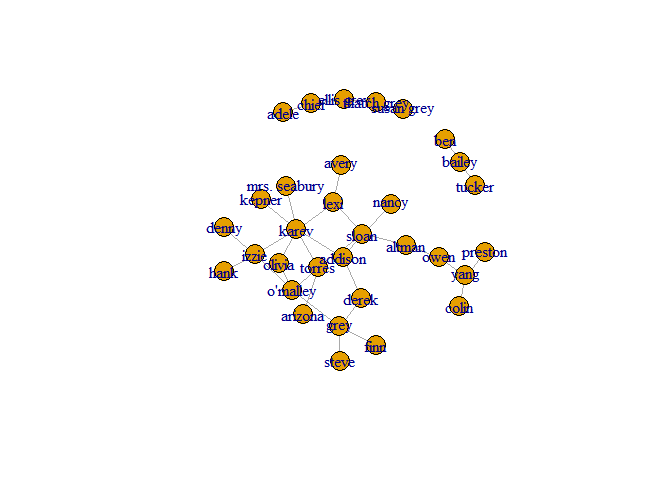 ellis grey
thatch grey
chief
susan grey
adele
ben
bailey
avery
tucker
mrs. seabury
kepner
lexi
nancy
denny
karev
sloan
altman
izzie
olivia
torres
addison
owen
preston
hank
yang
o'malley
derek
colin
arizona
grey
finn
steve